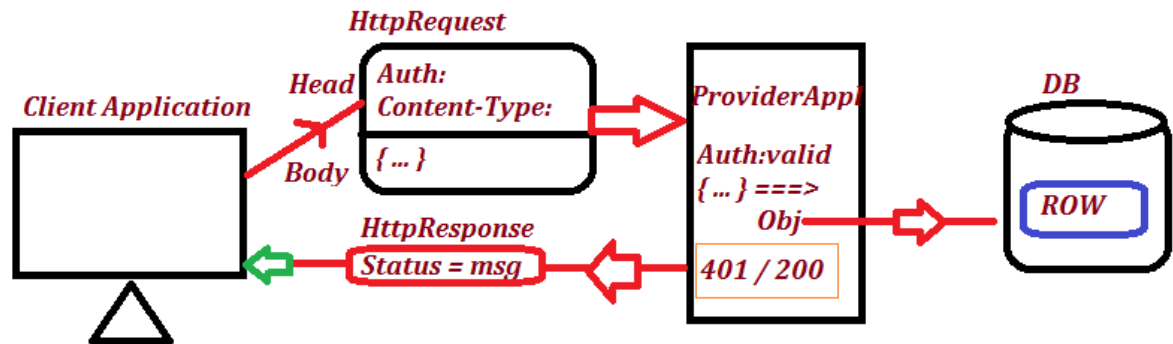 HttpRequest
Head
Auth:
Content-Type:
Client Application
Body
{ ... }
ProviderAppl
Auth:valid
{ ... } ===>
Obj
DB
ROW
HttpResponse
Status = msg
401 / 200